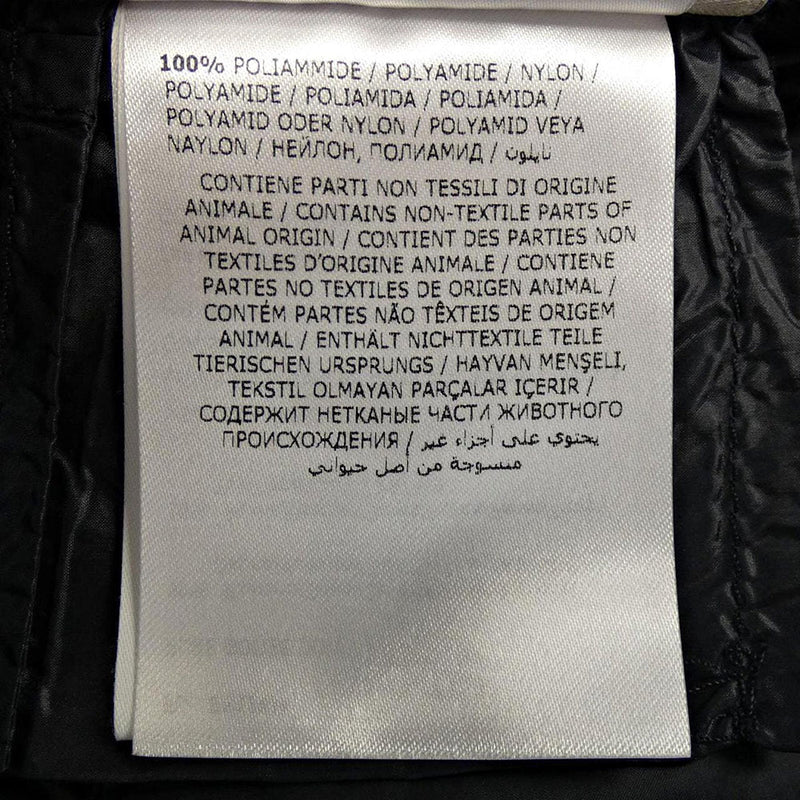 100% POLIAMMIDE / POLYAMIDE / NYLON /
POLYAMIDE / POLIAMIDA / POLIAMIDA /
POLYAMID ODER NYLON / POLYAMID VEYA
NAYLON / НЕЙЛОН, ПОЛИАМИД / نايلون
CONTIENE PARTI NON TESSILI DI ORIGINE
ANIMALE / CONTAINS NON-TEXTILE PARTS OF
ANIMAL ORIGIN / CONTIENT DES PARTIES NON
TEXTILES D'ORIGINE ANIMALE / CONTIENE
PARTES NO TEXTILES DE ORIGEN ANIMAL /
CONTÉM PARTES NÃO TÊXTEIS DE ORIGEM
ANIMAL / ENTHÄLT NICHTTEXTILE TEILE
TIERISCHEN URSPRUNGS / HAYVAN MENŞELİ,
TEKSTIL OLMAYAN PARÇALAR IÇERIR /
СОДЕРЖИТ НЕТКАНЫЕ ЧАСТИ ЖИВОТНОГО
ПРОИСХОЖДЕНИЯ / يحتوي على أجزاء غير
منسوجة من أصل حيواني